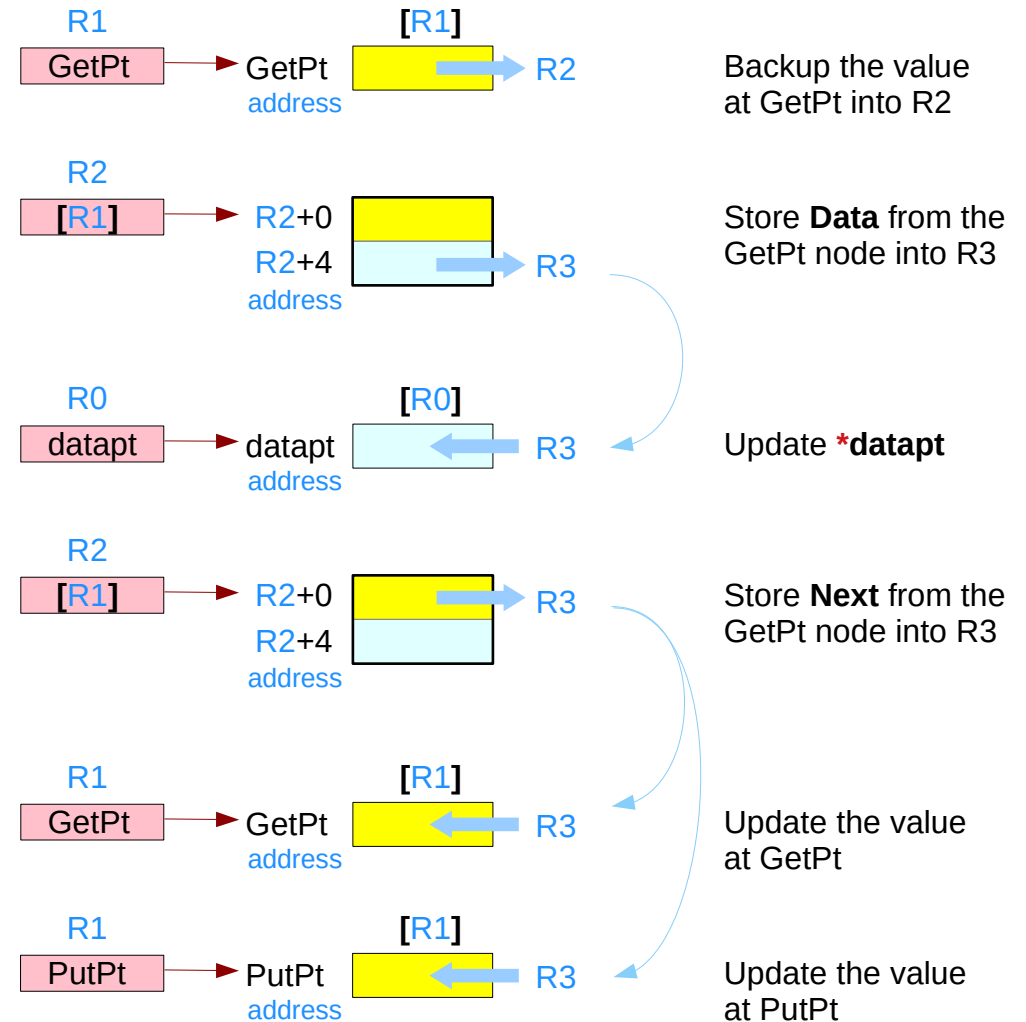 R1 [R1]
GetPt GetPt R2 Backup the value
address at GetPt into R2
R2
[R1] R2+0 Store Data from the
R2+4 R3 GetPt node into R3
address
R0 [R0]
datapt datapt R3 Update *datapt
address
R2
[R1] R2+0 R3 Store Next from the
R2+4 GetPt node into R3
address
R1 [R1]
GetPt GetPt R3 Update the value
address at GetPt
R1 [R1]
PutPt PutPt R3 Update the value
address at PutPt